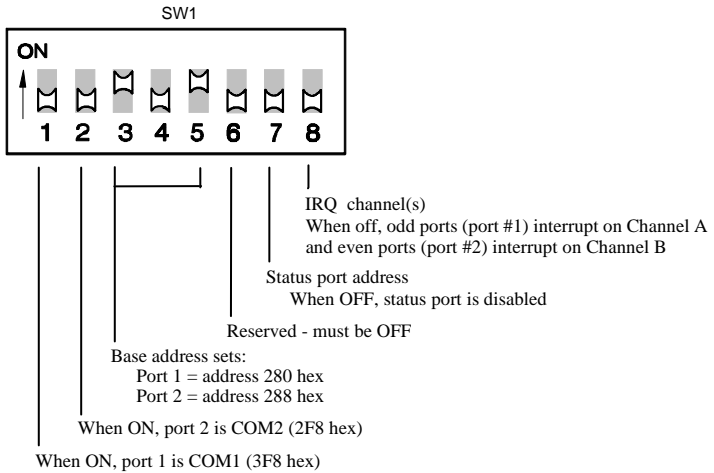 SW1
ON
1 2 3 4 5 6 7 8
IRQ channel(s)
When off, odd ports (port #1) interrupt on Channel A
and even ports (port #2) interrupt on Channel B
Status port address
When OFF, status port is disabled
Reserved - must be OFF
Base address sets:
Port 1 = address 280 hex
Port 2 = address 288 hex
When ON, port 2 is COM2 (2F8 hex)
When ON, port 1 is COM1 (3F8 hex)